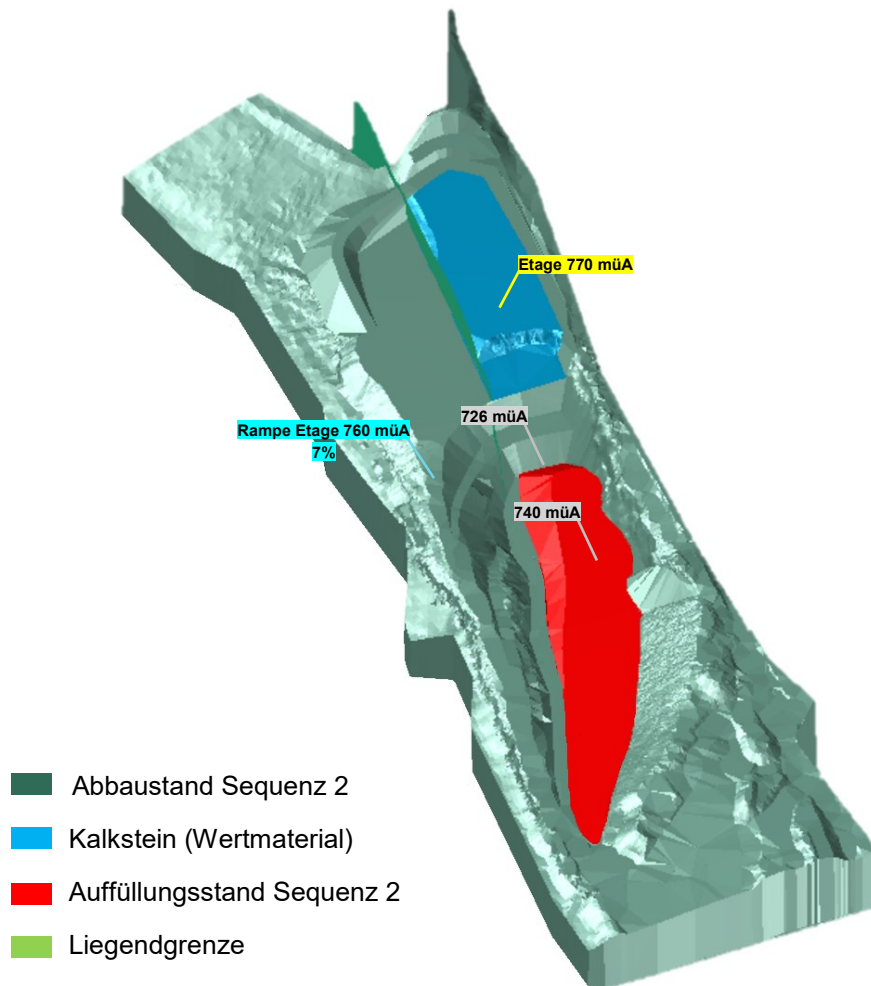 Etage 770 müA
726 müA
Rampe Etage 760 müA
7%
740 müA
Abbaustand Sequenz 2
Kalkstein (Wertmaterial)
Auffüllungsstand Sequenz 2
Liegendgrenze